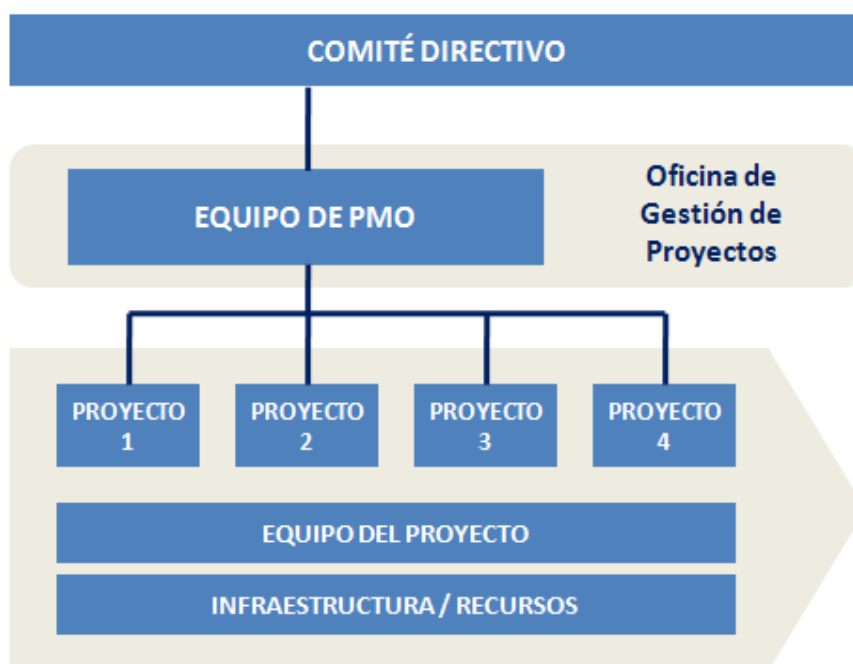 COMITÉ DIRECTIVO
EQUIPO DE PMO
Oficina de
Gestión de
Proyectos
PROYECTO
1
PROYECTO
2
PROYECTO
3
PROYECTO
4
EQUIPO DEL PROYECTO
INFRAESTRUCTURA / RECURSOS